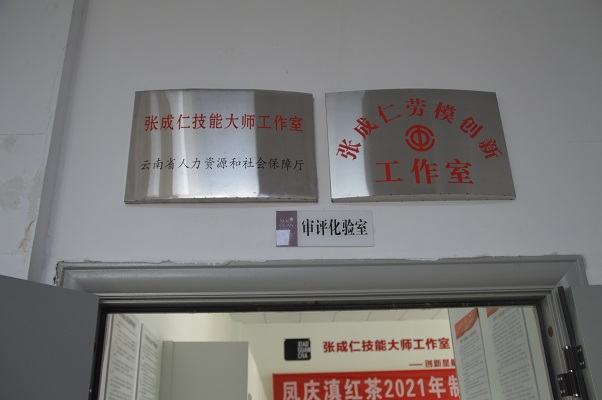 张成仁技能大师工作室
云南省人力资源和社会保障厅
张成仁劳模创新
工作室
审评化验室
张成仁技能大师工作室
凤庆滇红茶2021年制